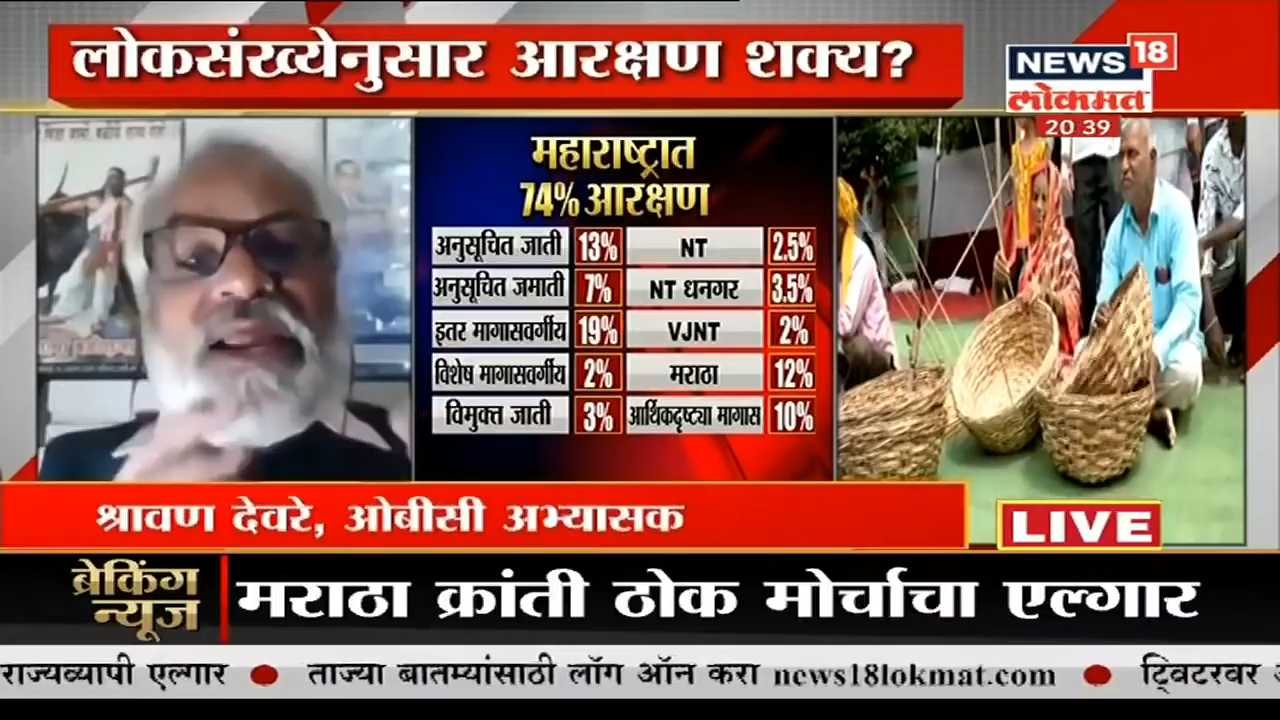 लोकसंख्येनुसार आरक्षण शक्य?
NEWS 18
लोकमत
20 39
महाराष्ट्रात
74% आरक्षण
अनुसूचित जाती 13% NT 2.5%
अनुसूचित जमाती 7% NT धनगर 3.5%
इतर मागासवर्गीय 19% VJNT 2%
विशेष मागासवर्गीय 2% मराठा 12%
विमुक्त जाती 3% आर्थिकदृष्ट्या मागास 10%
श्रावण देवरे, ओबीसी अभ्यासक
LIVE
ब्रेकिंग
न्यूज
मराठा क्रांती ठोक मोर्चाचा एल्गार
राज्यव्यापी एल्गार ● ताज्या बातम्यांसाठी लॉग ऑन करा news18lokmat.com ● ट्विटरवर